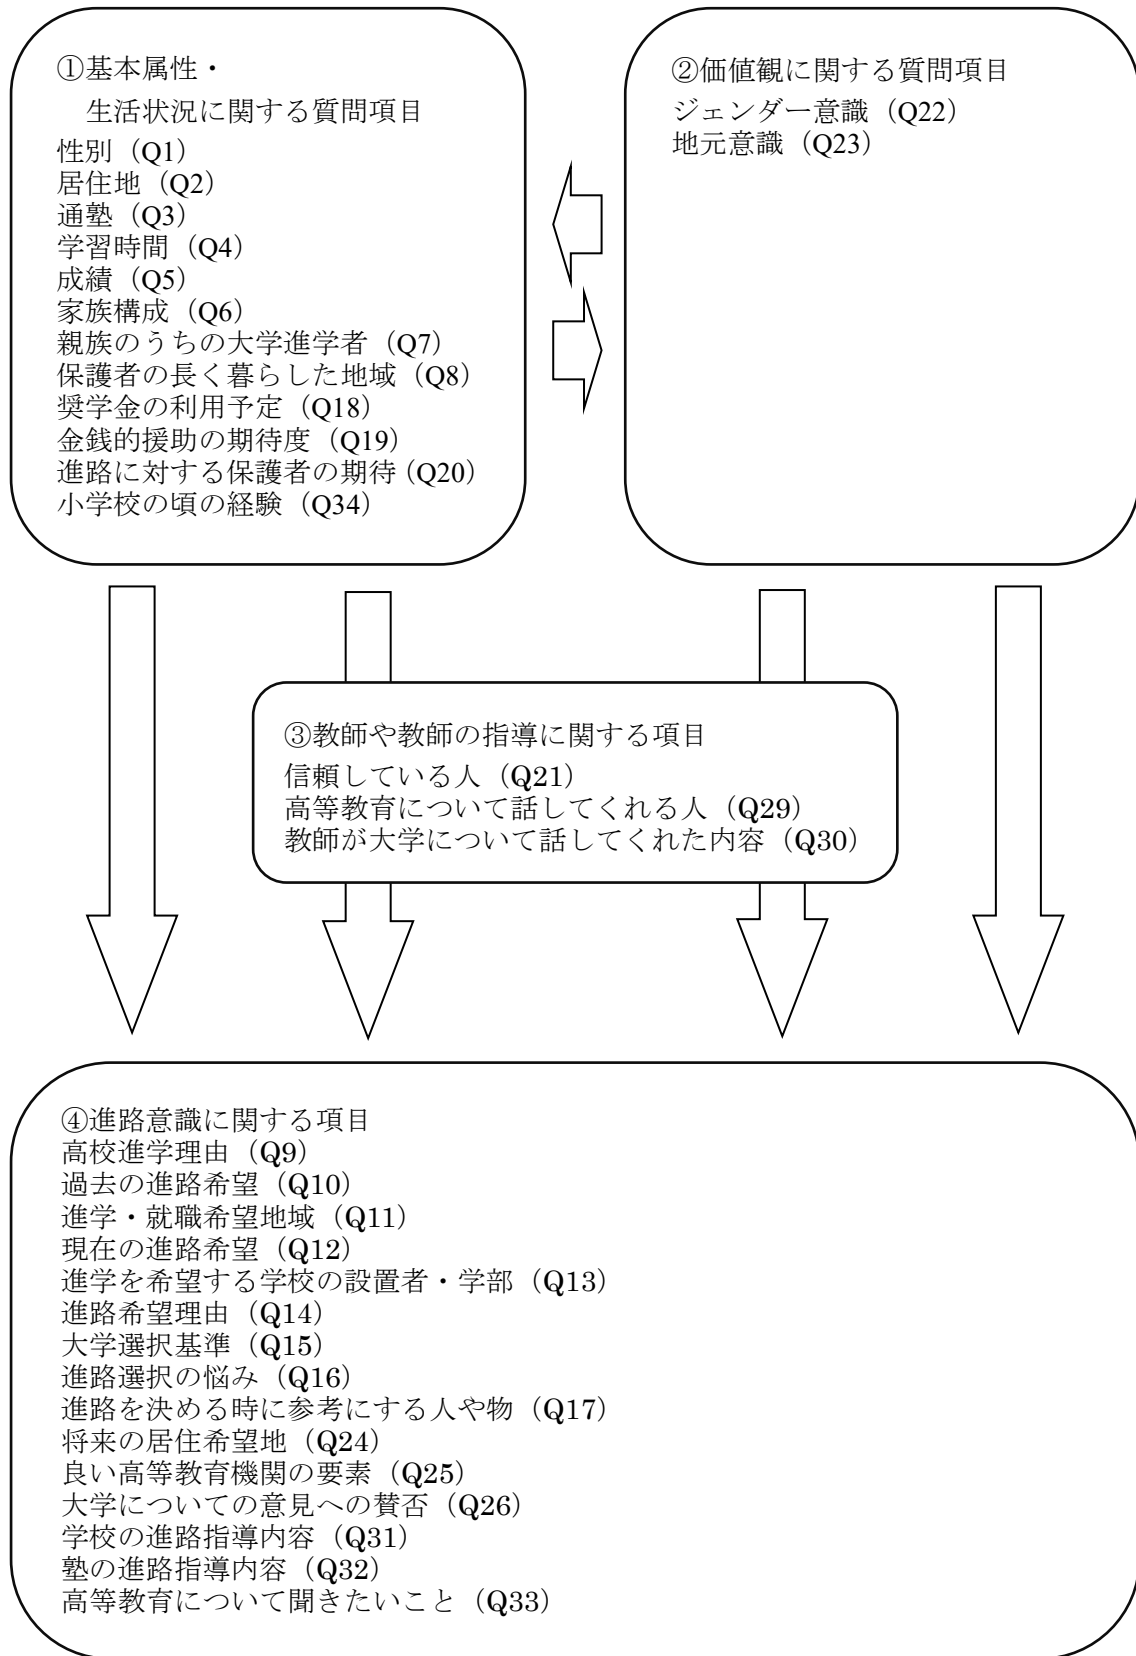 ①基本属性・
生活状況に関する質問項目
性別（Q1）
居住地（Q2）
通塾（Q3）
学習時間（Q4）
成績（Q5）
家族構成（Q6）
親族のうちの大学進学者（Q7）
保護者の長く暮らした地域（Q8）
奨学金の利用予定（Q18）
金銭的援助の期待度（Q19）
進路に対する保護者の期待（Q20）
小学校の頃の経験（Q34）
②価値観に関する質問項目
ジェンダー意識（Q22）
地元意識（Q23）
③教師や教師の指導に関する項目
信頼している人（Q21）
高等教育について話してくれる人（Q29）
教師が大学について話してくれた内容（Q30）
④進路意識に関する項目
高校進学理由（Q9）
過去の進路希望（Q10）
進学・就職希望地域（Q11）
現在の進路希望（Q12）
進学を希望する学校の設置者・学部（Q13）
進路希望理由（Q14）
大学選択基準（Q15）
進路選択の悩み（Q16）
進路を決める時に参考にする人や物（Q17）
将来の居住希望地（Q24）
良い高等教育機関の要素（Q25）
大学についての意見への賛否（Q26）
学校の進路指導内容（Q31）
塾の進路指導内容（Q32）
高等教育について聞きたいこと（Q33）